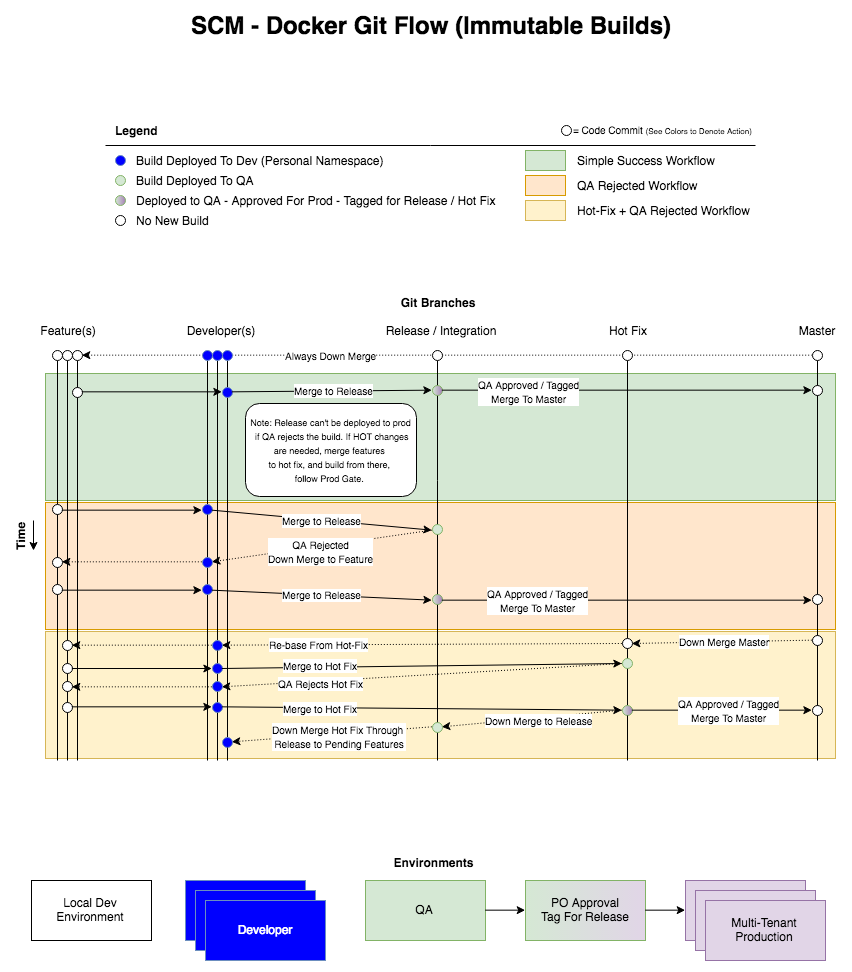 SCM - Docker Git Flow (Immutable Builds)
Legend
= Code Commit (See Colors to Denote Action)
Build Deployed To Dev (Personal Namespace)
Build Deployed To QA
Deployed to QA - Approved For Prod - Tagged for Release / Hot Fix
No New Build
Simple Success Workflow
QA Rejected Workflow
Hot-Fix + QA Rejected Workflow
Git Branches
Feature(s)
Developer(s)
Release / Integration
Hot Fix
Master
Always Down Merge
Merge to Release
QA Approved / Tagged
Merge To Master
Note: Release can't be deployed to prod
if QA rejects the build. If HOT changes
are needed, merge features
to hot fix, and build from there,
follow Prod Gate.
Time
Merge to Release
QA Rejected
Down Merge to Feature
Merge to Release
QA Approved / Tagged
Merge To Master
Re-base From Hot-Fix
Down Merge Master
Merge to Hot Fix
QA Rejects Hot Fix
Merge to Hot Fix
QA Approved / Tagged
Merge To Master
Down Merge to Release
Down Merge Hot Fix Through
Release to Pending Features
Environments
Local Dev
Environment
Developer
QA
PO Approval
Tag For Release
Multi-Tenant
Production